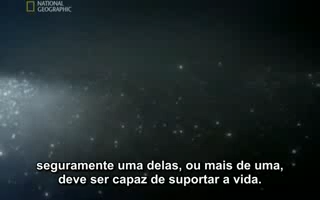 NATIONAL
GEOGRAPHIC
seguramente uma delas, ou mais de uma,
deve ser capaz de suportar a vida.